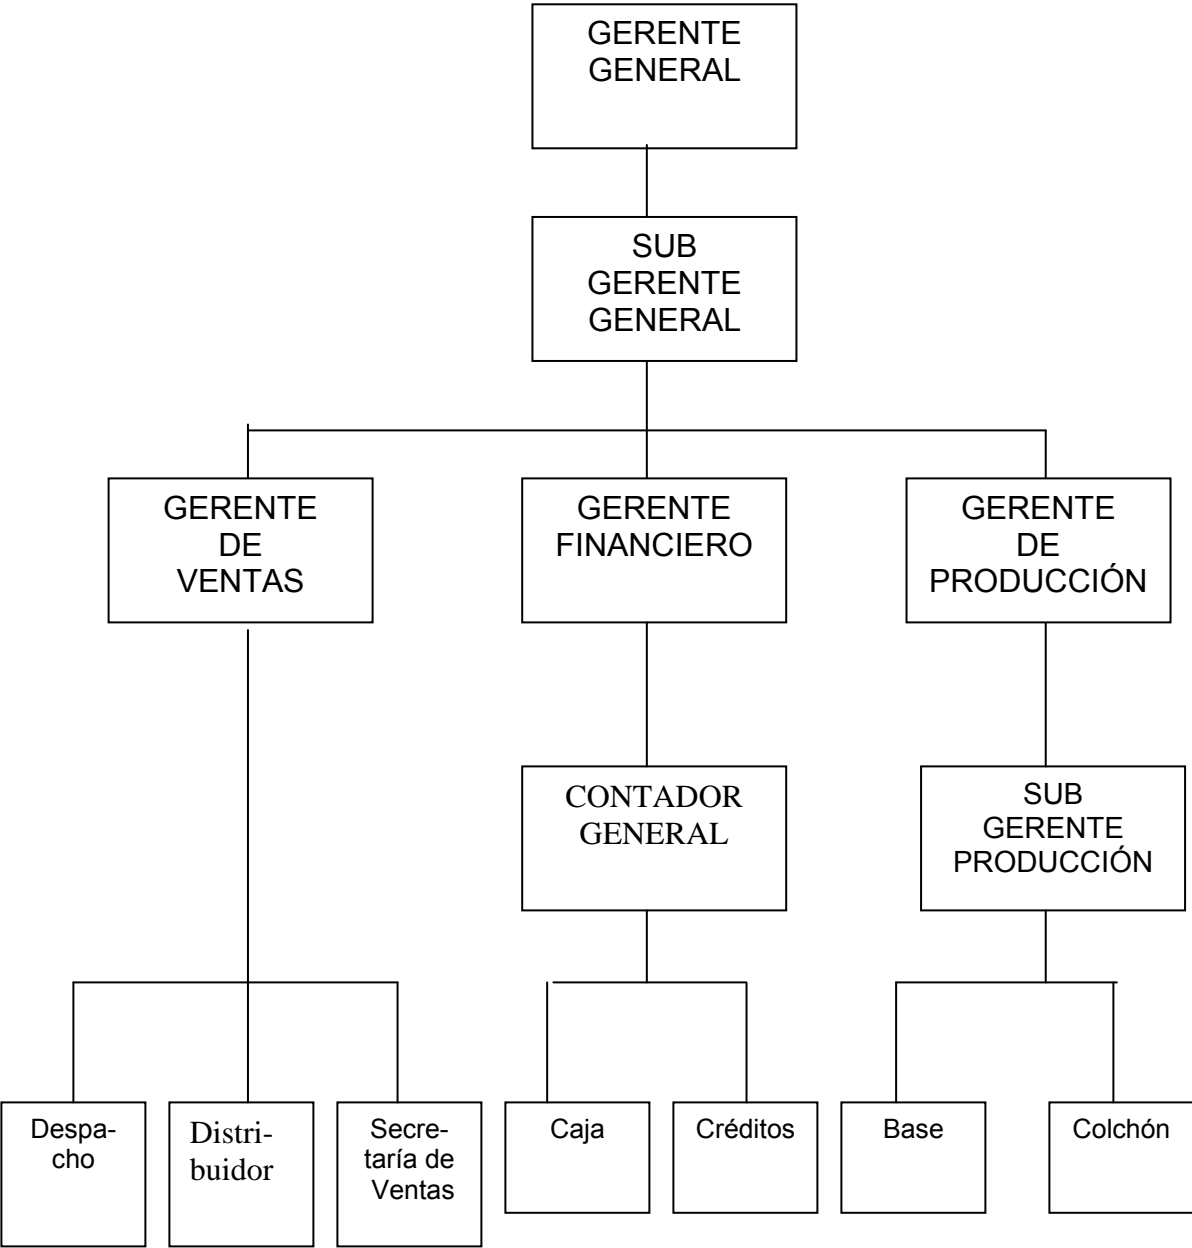 GERENTE
GENERAL
SUB
GERENTE
GENERAL
GERENTE
DE
VENTAS
GERENTE
FINANCIERO
GERENTE
DE
PRODUCCIÓN
CONTADOR
GENERAL
SUB
GERENTE
PRODUCCIÓN
Despa-
cho
Distri-
buidor
Secre-
taría de
Ventas
Caja
Créditos
Base
Colchón